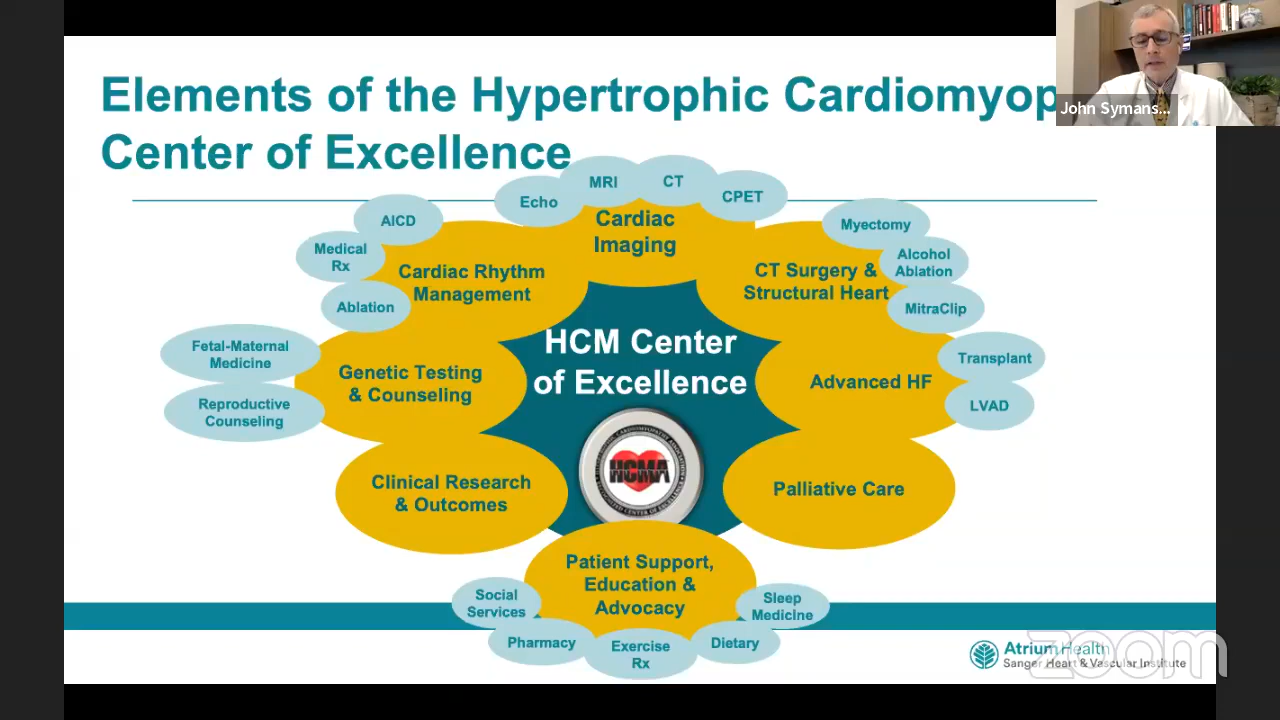 Elements of the Hypertrophic Cardiomyop
Center of Excellence
John Symans...
MRI
CT
Echo
CPET
Cardiac
Imaging
AICD
Medical
Rx
Ablation
Cardiac Rhythm
Management
Myectomy
Alcohol
Ablation
MitraClip
CT Surgery &
Structural Heart
Fetal-Maternal
Medicine
Reproductive
Counseling
Genetic Testing
& Counseling
HCM Center
of Excellence
Advanced HF
Transplant
LVAD
Clinical Research
& Outcomes
HCMA
Palliative Care
Patient Support,
Education &
Advocacy
Social
Services
Pharmacy
Exercise
Rx
Dietary
Sleep
Medicine
Atrium Health
Sanger Heart & Vascular Institute
zoom